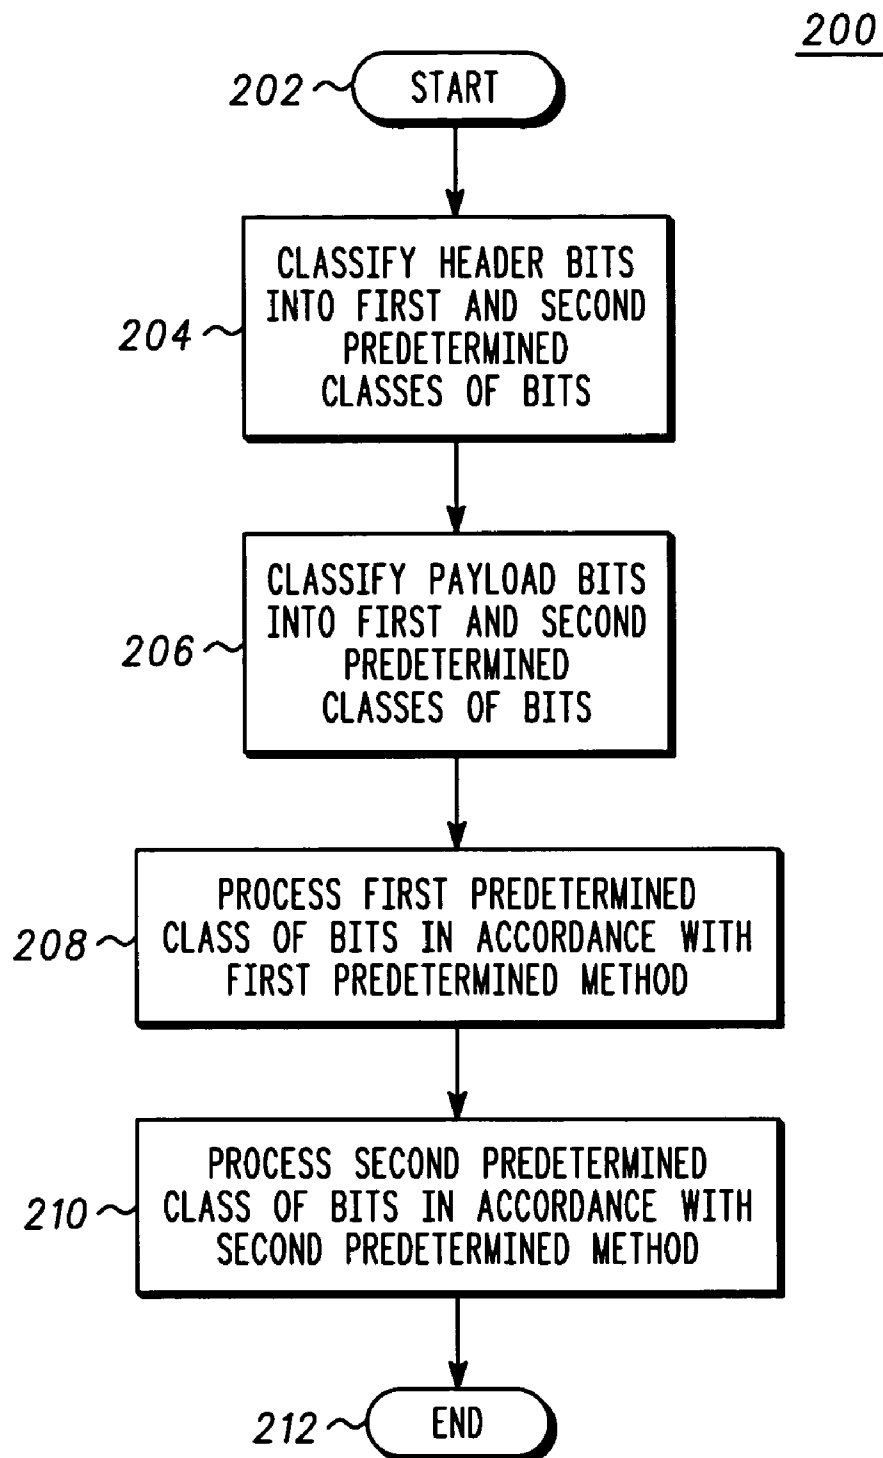 200
202
START
204
CLASSIFY HEADER BITS
INTO FIRST AND SECOND
PREDETERMINED
CLASSES OF BITS
206
CLASSIFY PAYLOAD BITS
INTO FIRST AND SECOND
PREDETERMINED
CLASSES OF BITS
208
PROCESS FIRST PREDETERMINED
CLASS OF BITS IN ACCORDANCE WITH
FIRST PREDETERMINED METHOD
210
PROCESS SECOND PREDETERMINED
CLASS OF BITS IN ACCORDANCE WITH
SECOND PREDETERMINED METHOD
212
END